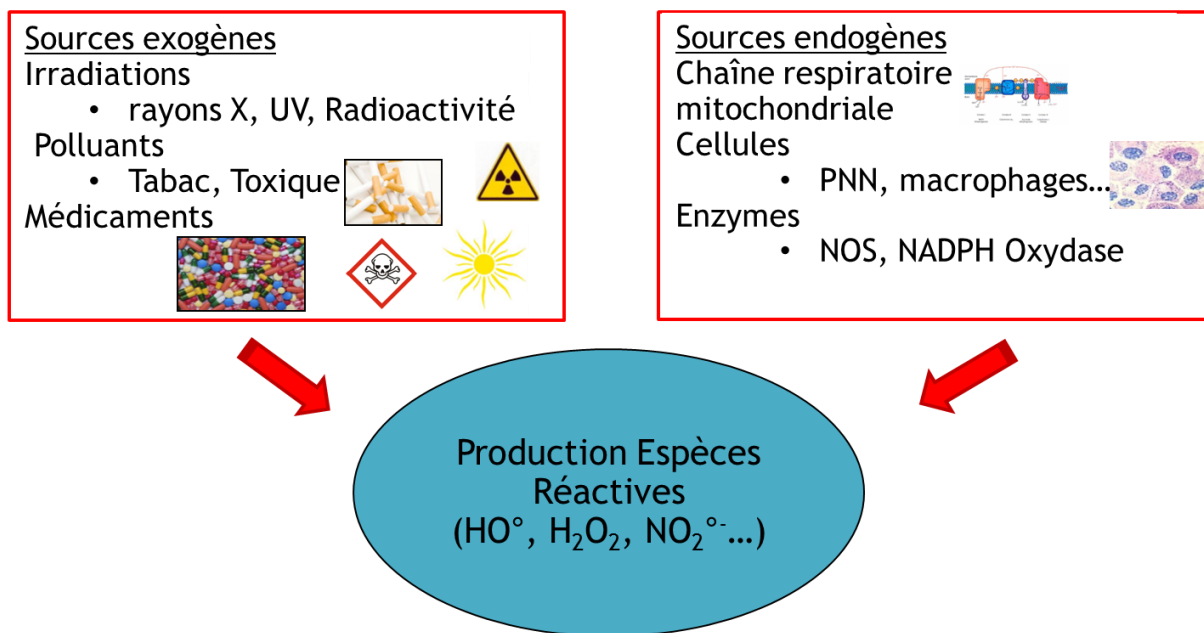 Sources exogènes
Irradiations
• rayons X, UV, Radioactivité
Polluants
• Tabac, Toxique
Médicaments
Sources endogènes
Chaîne respiratoire
mitochondriale
Cellules
• PNN, macrophages…
Enzymes
• NOS, NADPH Oxydase
Production Espèces
Réactives
(HO°, H₂O₂, NO₂°⁻…)